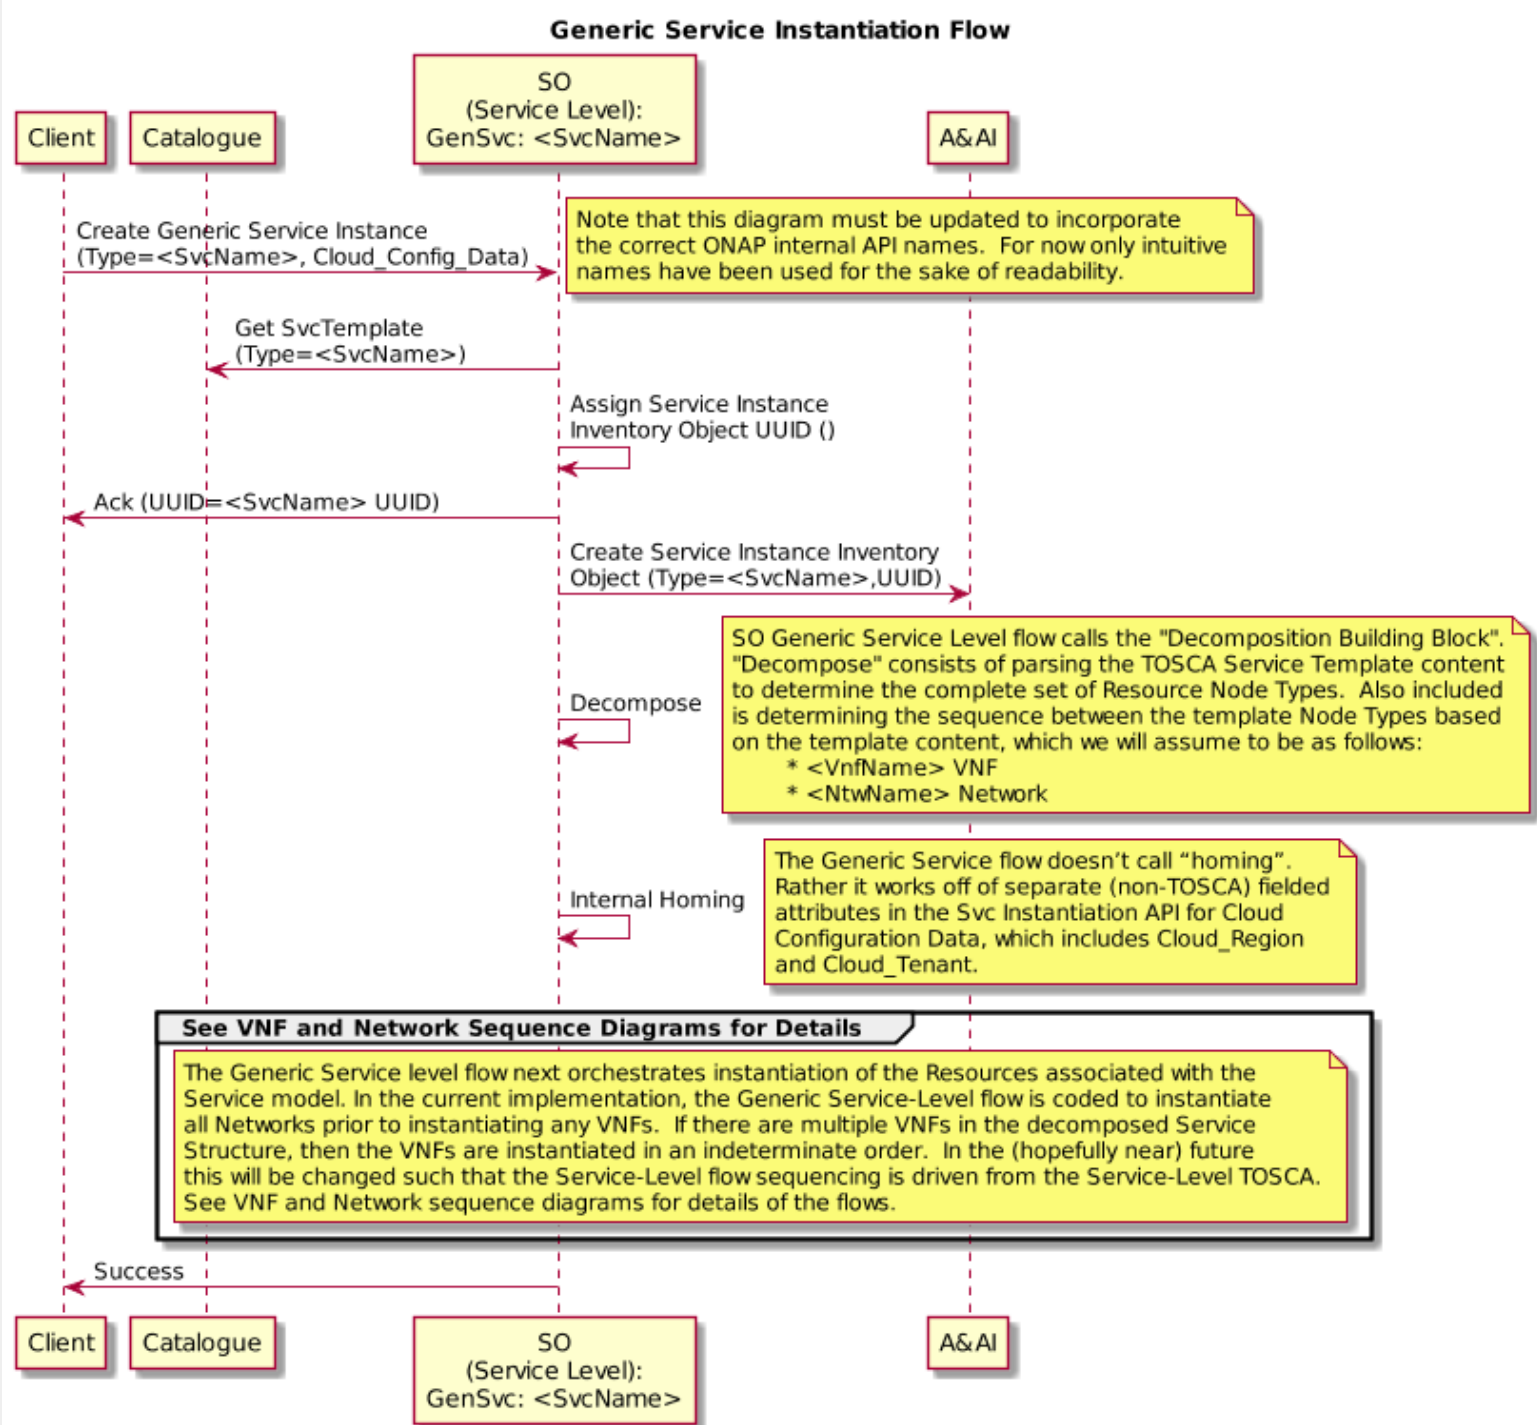 Generic Service Instantiation Flow
SO
(Service Level):
GenSvc: <SvcName>
Client
Catalogue
A&AI
Note that this diagram must be updated to incorporate
the correct ONAP internal API names.  For now only intuitive
names have been used for the sake of readability.
Create Generic Service Instance
(Type=<SvcName>, Cloud_Config_Data)
Get SvcTemplate
(Type=<SvcName>)
Assign Service Instance
Inventory Object UUID ()
Ack (UUID=<SvcName> UUID)
Create Service Instance Inventory
Object (Type=<SvcName>,UUID)
SO Generic Service Level flow calls the "Decomposition Building Block".
"Decompose" consists of parsing the TOSCA Service Template content
to determine the complete set of Resource Node Types.  Also included
is determining the sequence between the template Node Types based
on the template content, which we will assume to be as follows:
* <VnfName> VNF
* <NtwName> Network
Decompose
The Generic Service flow doesn’t call “homing”.
Rather it works off of separate (non-TOSCA) fielded
attributes in the Svc Instantiation API for Cloud
Configuration Data, which includes Cloud_Region
and Cloud_Tenant.
Internal Homing
See VNF and Network Sequence Diagrams for Details
The Generic Service level flow next orchestrates instantiation of the Resources associated with the
Service model. In the current implementation, the Generic Service-Level flow is coded to instantiate
all Networks prior to instantiating any VNFs.  If there are multiple VNFs in the decomposed Service
Structure, then the VNFs are instantiated in an indeterminate order.  In the (hopefully near) future
this will be changed such that the Service-Level flow sequencing is driven from the Service-Level TOSCA.
See VNF and Network sequence diagrams for details of the flows.
Success
Client
Catalogue
SO
(Service Level):
GenSvc: <SvcName>
A&AI